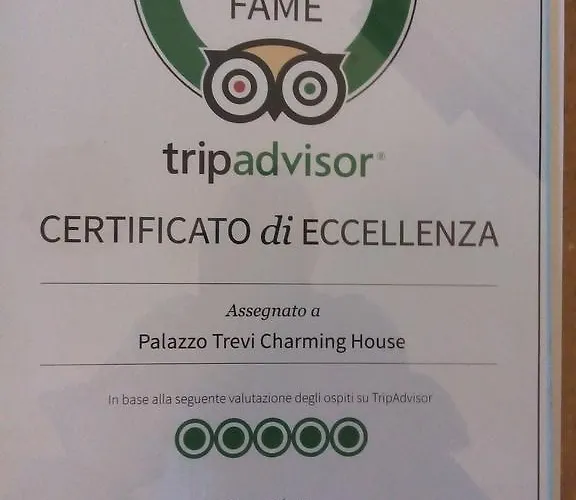 FAME
tripadvisor®
CERTIFICATO di ECCELLENZA
Assegnato a
Palazzo Trevi Charming House
In base alla seguente valutazione degli ospiti su TripAdvisor